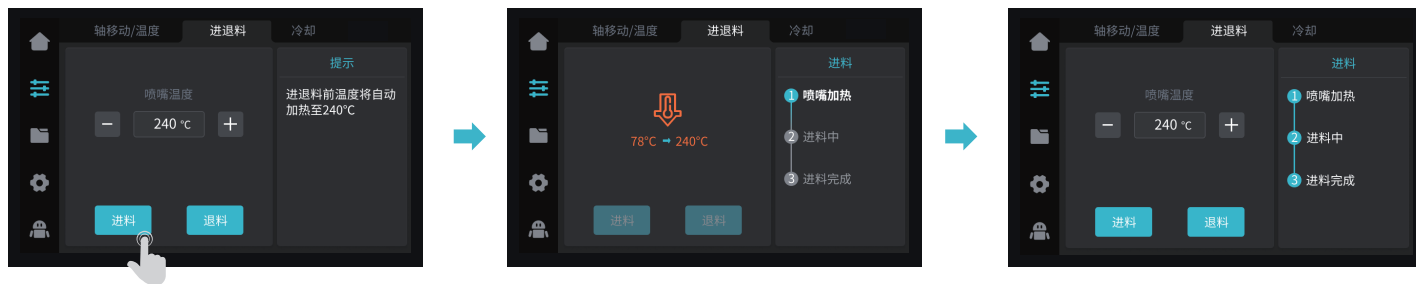 轴移动/温度 进退料 冷却
喷嘴温度
240 ℃
进料 退料
提示
进退料前温度将自动
加热至240℃
轴移动/温度 进退料 冷却
78℃ 240℃
进料 退料
进料
1 喷嘴加热
2 进料中
3 进料完成
轴移动/温度 进退料 冷却
喷嘴温度
240 ℃
进料 退料
进料
1 喷嘴加热
2 进料中
3 进料完成